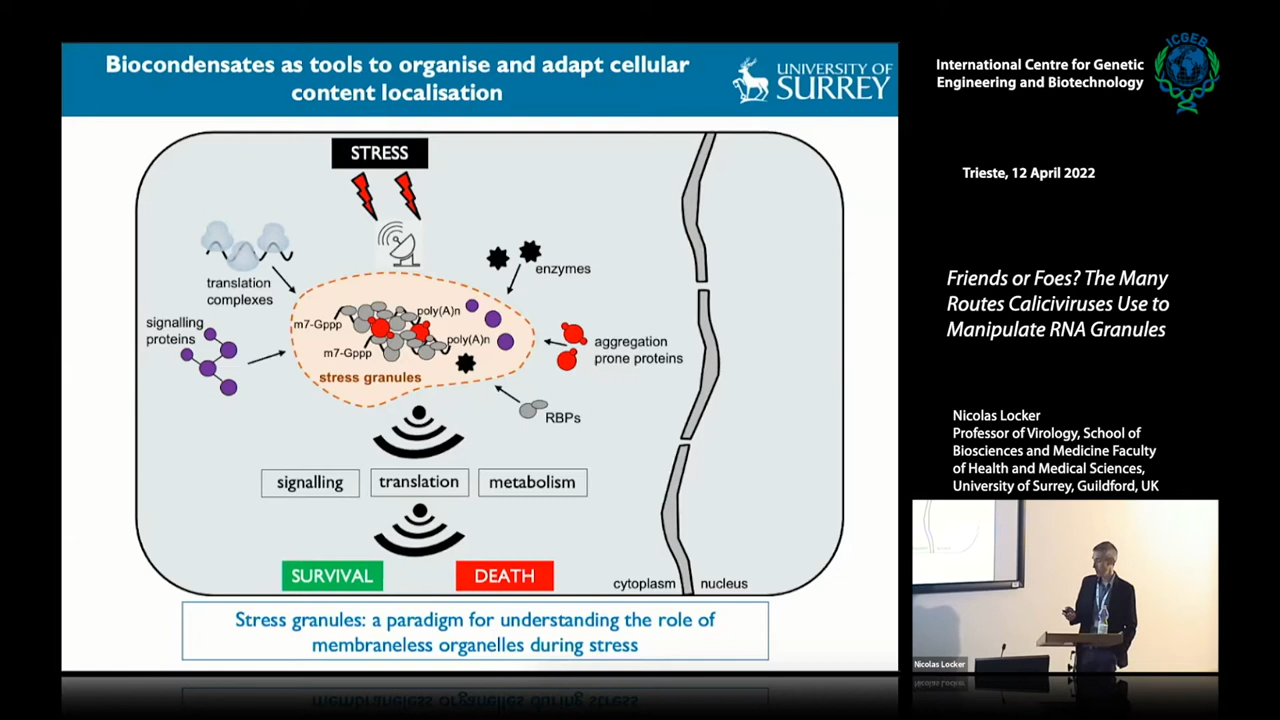 Biocondensates as tools to organise and adapt cellular
content localisation
UNIVERSITY OF
SURREY
STRESS
translation
complexes
enzymes
signalling
proteins
m7-Gppp
poly(A)n
m7-Gppp
poly(A)n
stress granules
aggregation
prone proteins
RBPs
signalling
translation
metabolism
SURVIVAL
DEATH
cytoplasm
nucleus
Stress granules: a paradigm for understanding the role of
membraneless organelles during stress
International Centre for Genetic
Engineering and Biotechnology
ICGEB
Trieste, 12 April 2022
Friends or Foes? The Many
Routes Caliciviruses Use to
Manipulate RNA Granules
Nicolas Locker
Professor of Virology, School of
Biosciences and Medicine Faculty
of Health and Medical Sciences,
University of Surrey, Guildford, UK
Nicolas Locker